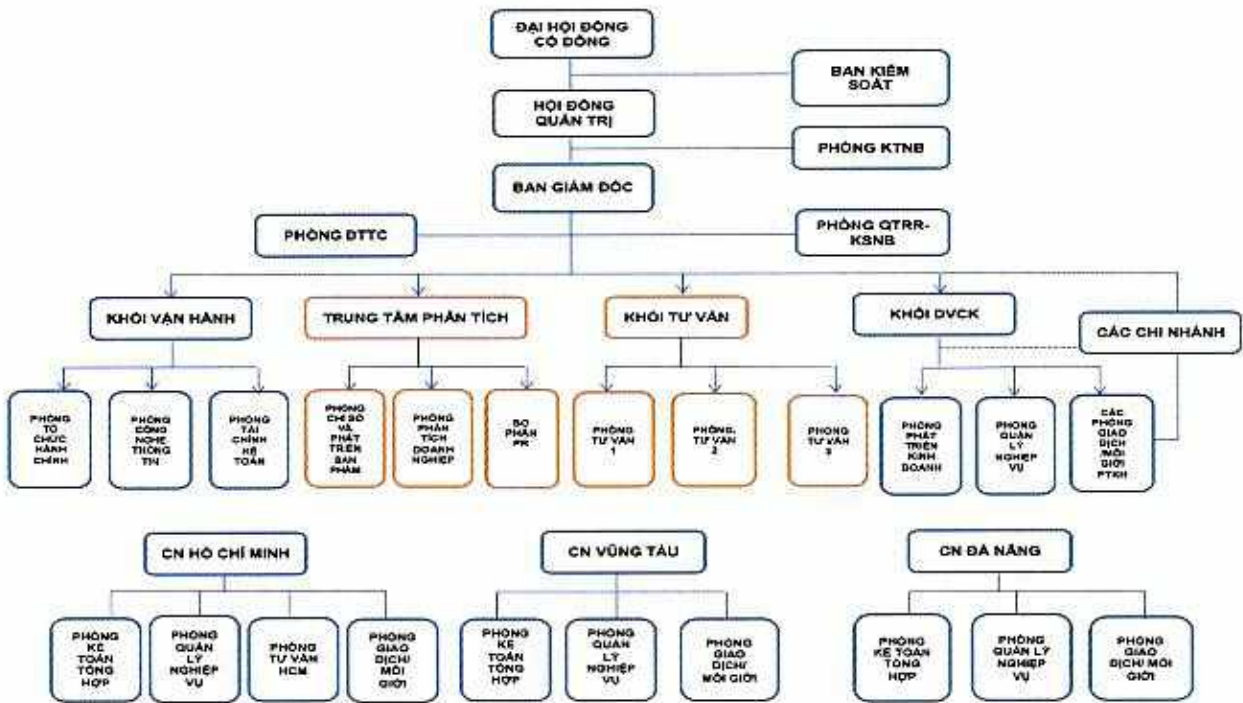 ĐẠI HỘI ĐỒNG
CỔ ĐÔNG
BAN KIỂM
SOÁT
HỘI ĐỒNG
QUẢN TRỊ
PHÒNG KTNB
BAN GIÁM ĐỐC
PHÒNG ĐTTC
PHÒNG QTRR-
KSNB
KHỐI VẬN HÀNH
TRUNG TÂM PHÂN TÍCH
KHỐI TƯ VẤN
KHỐI DVCK
CÁC CHI NHÁNH
PHÒNG
TỔ
CHỨC
HÀNH
CHÍNH
PHÒNG
CÔNG
NGHỆ
THÔNG
TIN
PHÒNG
TÀI
CHÍNH
KẾ
TOÁN
PHÒNG
CHỈ SỐ
VÀ
PHÁT
TRIỂN
SẢN
PHẨM
PHÒNG
PHÂN
TÍCH
DOANH
NGHIỆP
BỘ
PHẬN
PR
PHÒNG
TƯ VẤN
1
PHÒNG
TƯ VẤN
2
PHÒNG
TƯ VẤN
3
PHÒNG
PHÁT
TRIỂN
KINH
DOANH
PHÒNG
QUẢN
LÝ
NGHIỆP
VỤ
CÁC
PHÒNG
GIAO
DỊCH
/MÔI
GIỚI
PTKH
CN HỒ CHÍ MINH
CN VŨNG TÀU
CN ĐÀ NẴNG
PHÒNG
KẾ
TOÁN
TỔNG
HỢP
PHÒNG
QUẢN
LÝ
NGHIỆP
VỤ
PHÒNG
TƯ VẤN
HCM
PHÒNG
GIAO
DỊCH/
MÔI
GIỚI
PHÒNG
KẾ
TOÁN
TỔNG
HỢP
PHÒNG
QUẢN
LÝ
NGHIỆP
VỤ
PHÒNG
GIAO
DỊCH/
MÔI GIỚI
PHÒNG
KẾ TOÁN
TỔNG
HỢP
PHÒNG
QUẢN LÝ
NGHIỆP
VỤ
PHÒNG
GIAO
DỊCH/ MÔI
GIỚI